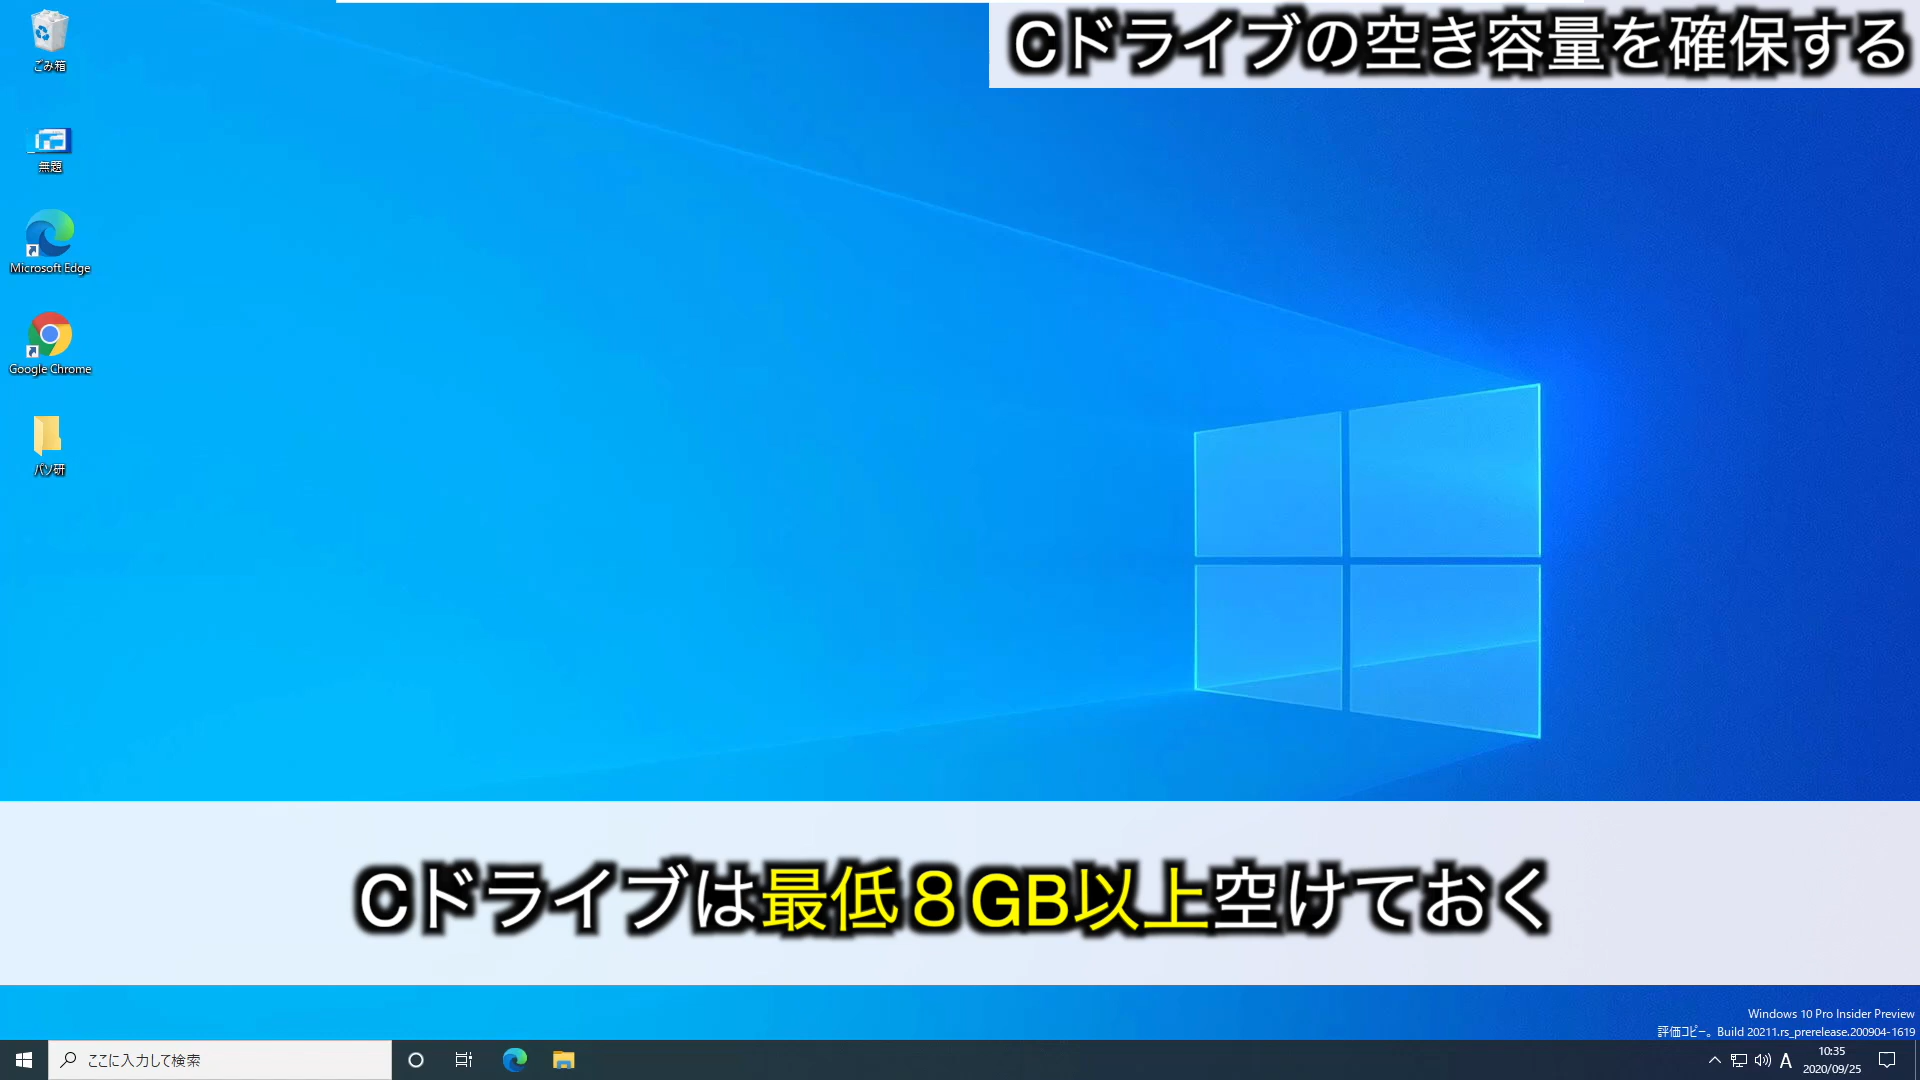 Cドライブの空き容量を確保する
ごみ箱
無題
Microsoft Edge
Google Chrome
パソ研
Cドライブは最低８GB以上空けておく
Windows 10 Pro Insider Preview
評価コピー。Build 20211.rs_prerelease.200904-1619
ここに入力して検索
A
10:35
2020/09/25